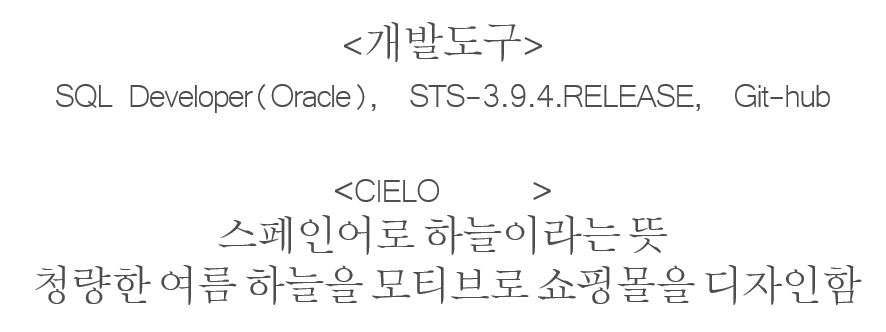 <개발도구>
SQL Developer(Oracle), STS-3.9.4.RELEASE, Git-hub
<CIELO >
스페인어로 하늘이라는 뜻
청량한 여름 하늘을 모티브로 쇼핑몰을 디자인함